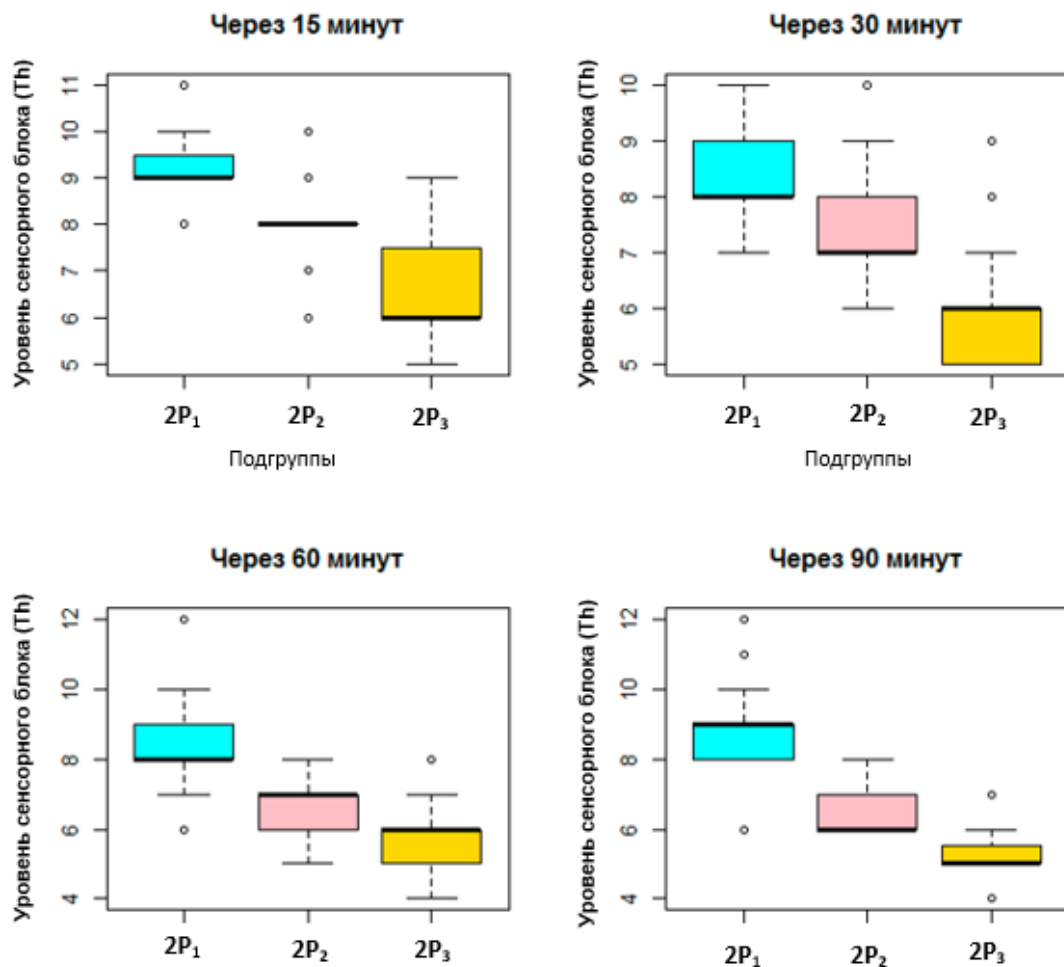 Через 15 минут
Уровень сенсорного блока (Th)
11
10
9
8
7
6
5
2P₁ 2P₂ 2P₃
Подгруппы
Через 30 минут
Уровень сенсорного блока (Th)
10
9
8
7
6
5
2P₁ 2P₂ 2P₃
Подгруппы
Через 60 минут
Уровень сенсорного блока (Th)
12
10
8
6
4
2P₁ 2P₂ 2P₃
Через 90 минут
Уровень сенсорного блока (Th)
12
10
8
6
4
2P₁ 2P₂ 2P₃